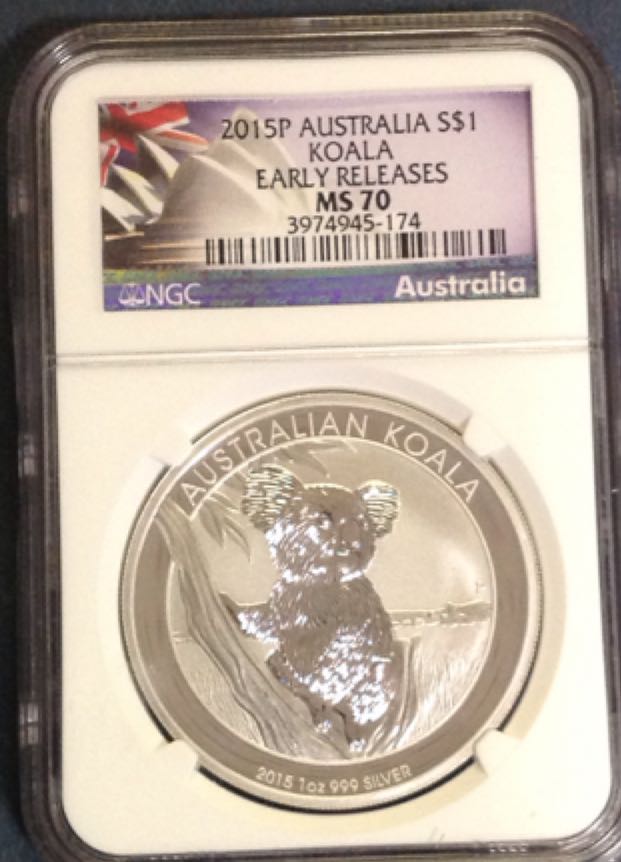 2015P AUSTRALIA S$1
KOALA
EARLY RELEASES
MS 70
3974945-174
NGC
Australia
AUSTRALIAN KOALA
2015 1oz 999 SILVER